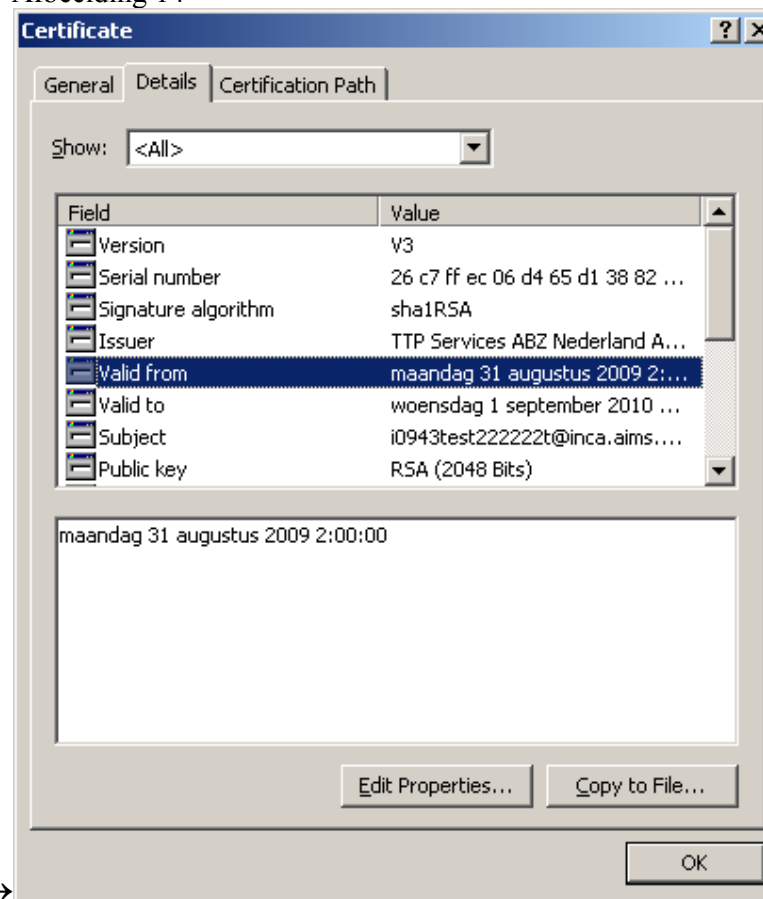 Afbeelding 14
Certificate
General Details Certification Path
Show: <All>
Field Value
Version V3
Serial number 26 c7 ff ec 06 d4 65 d1 38 82 ...
Signature algorithm sha1RSA
Issuer TTP Services ABZ Nederland A...
Valid from maandag 31 augustus 2009 2:...
Valid to woensdag 1 september 2010 ...
Subject i0943test222222t@inca.aims....
Public key RSA (2048 Bits)
maandag 31 augustus 2009 2:00:00
Edit Properties... Copy to File...
OK